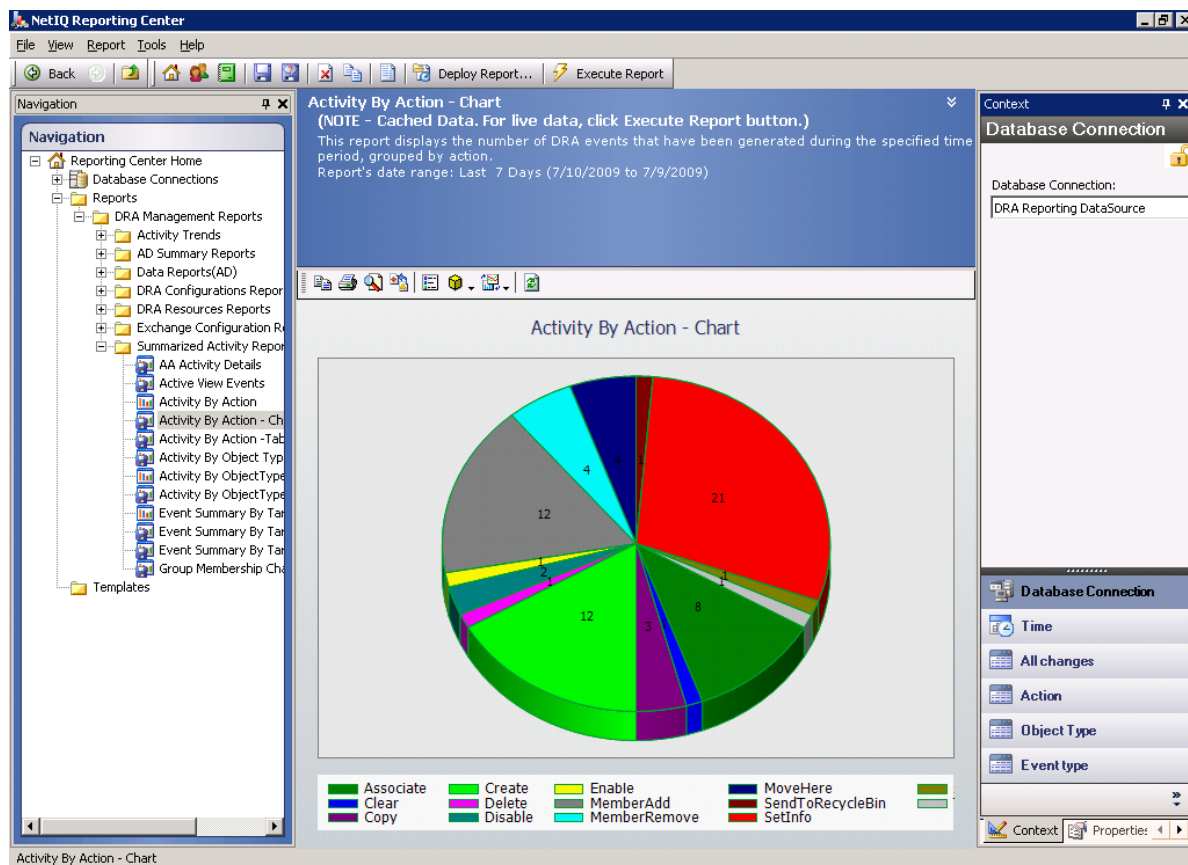 NetIQ Reporting Center
File View Report Tools Help
Back Deploy Report... Execute Report
Navigation
Navigation
Reporting Center Home
Database Connections
Reports
DRA Management Reports
Activity Trends
AD Summary Reports
Data Reports(AD)
DRA Configurations Repor
DRA Resources Reports
Exchange Configuration R
Summarized Activity Repor
AA Activity Details
Active View Events
Activity By Action
Activity By Action - Ch
Activity By Action -Tab
Activity By Object Typ
Activity By ObjectType
Activity By ObjectType
Event Summary By Tar
Event Summary By Tar
Event Summary By Tar
Group Membership Cha
Templates
Activity By Action - Chart
(NOTE - Cached Data. For live data, click Execute Report button.)
This report displays the number of DRA events that have been generated during the specified time
period, grouped by action.
Report's date range: Last 7 Days (7/10/2009 to 7/9/2009)
Activity By Action - Chart
4
4
1
21
12
1
2
1
1
1
12
3
8
Associate Create Enable MoveHere
Clear Delete MemberAdd SendToRecycleBin
Copy Disable MemberRemove SetInfo
Context
Database Connection
Database Connection:
DRA Reporting DataSource
Database Connection
Time
All changes
Action
Object Type
Event type
Context Properties
Activity By Action - Chart